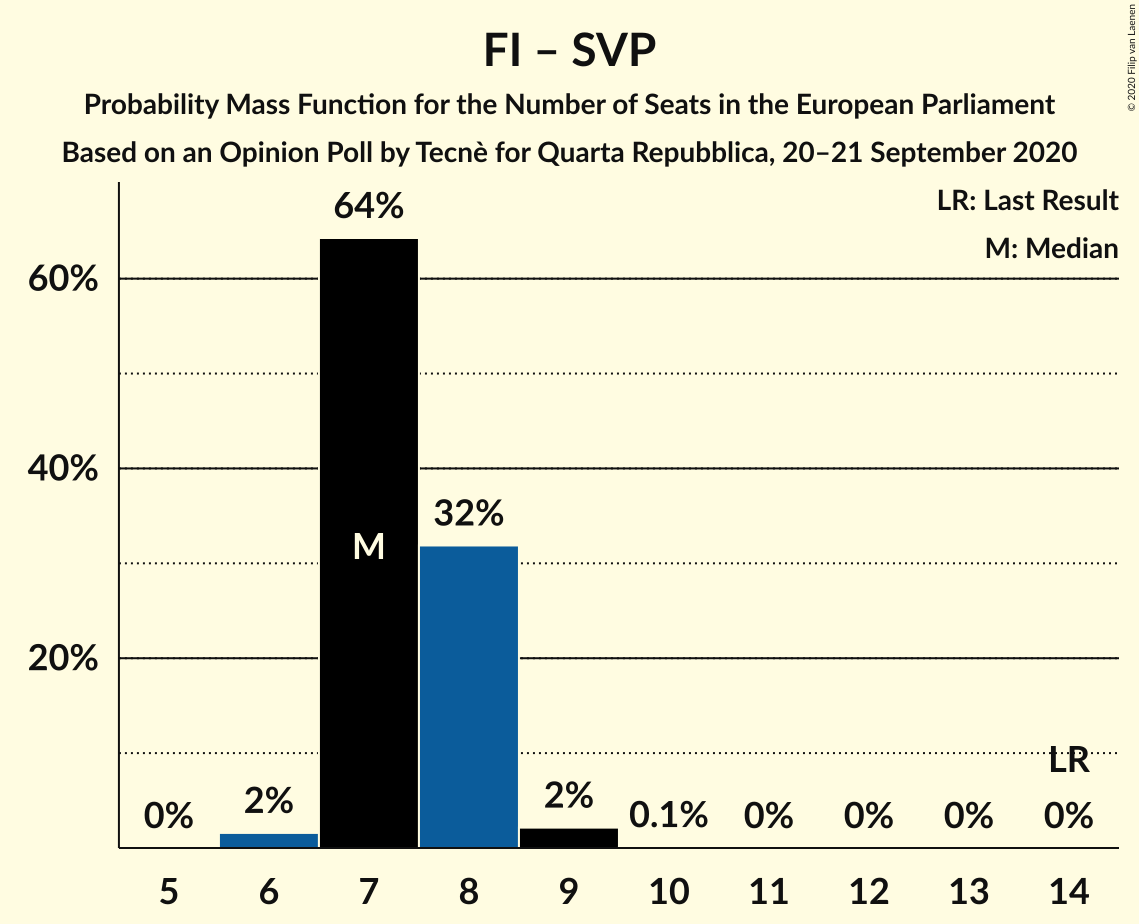 FI – SVP
Probability Mass Function for the Number of Seats in the European Parliament
Based on an Opinion Poll by Tecnè for Quarta Repubblica, 20–21 September 2020
© 2020 Filip van Laenen
LR: Last Result
M: Median
60%
40%
20%
64%
M
32%
0%
2%
2%
0.1%
0%
0%
0%
LR
0%
5 6 7 8 9 10 11 12 13 14